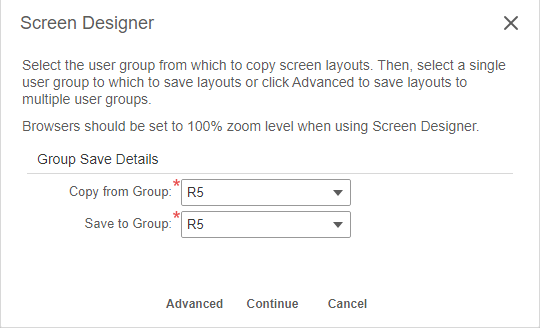 Screen Designer
Select the user group from which to copy screen layouts. Then, select a single
user group to which to save layouts or click Advanced to save layouts to
multiple user groups.
Browsers should be set to 100% zoom level when using Screen Designer.
Group Save Details
Copy from Group:* R5
Save to Group:* R5
Advanced Continue Cancel